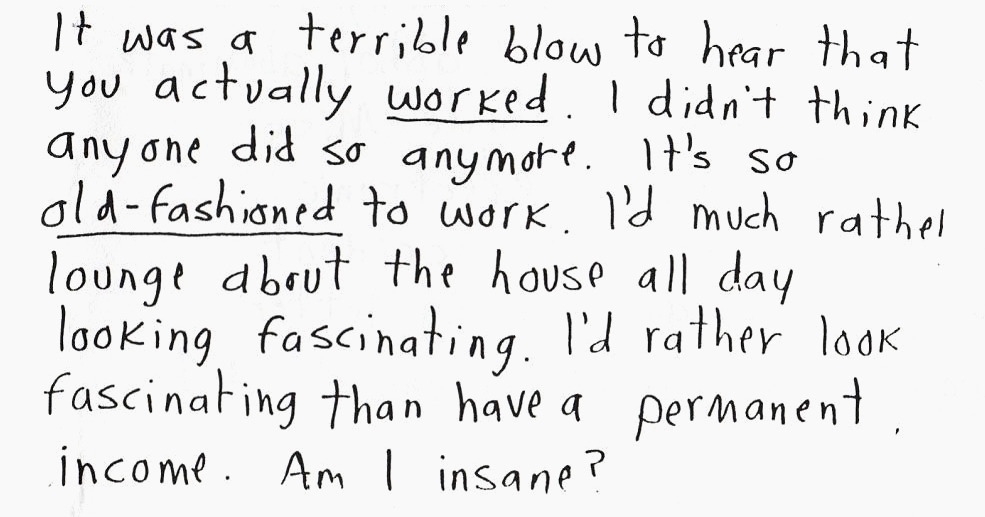 It was a terrible blow to hear that
you actually worked. I didn't think
anyone did so anymore. It's so
old-fashioned to work. I'd much rather
lounge about the house all day
looking fascinating. I'd rather look
fascinating than have a permanent
income. Am I insane?